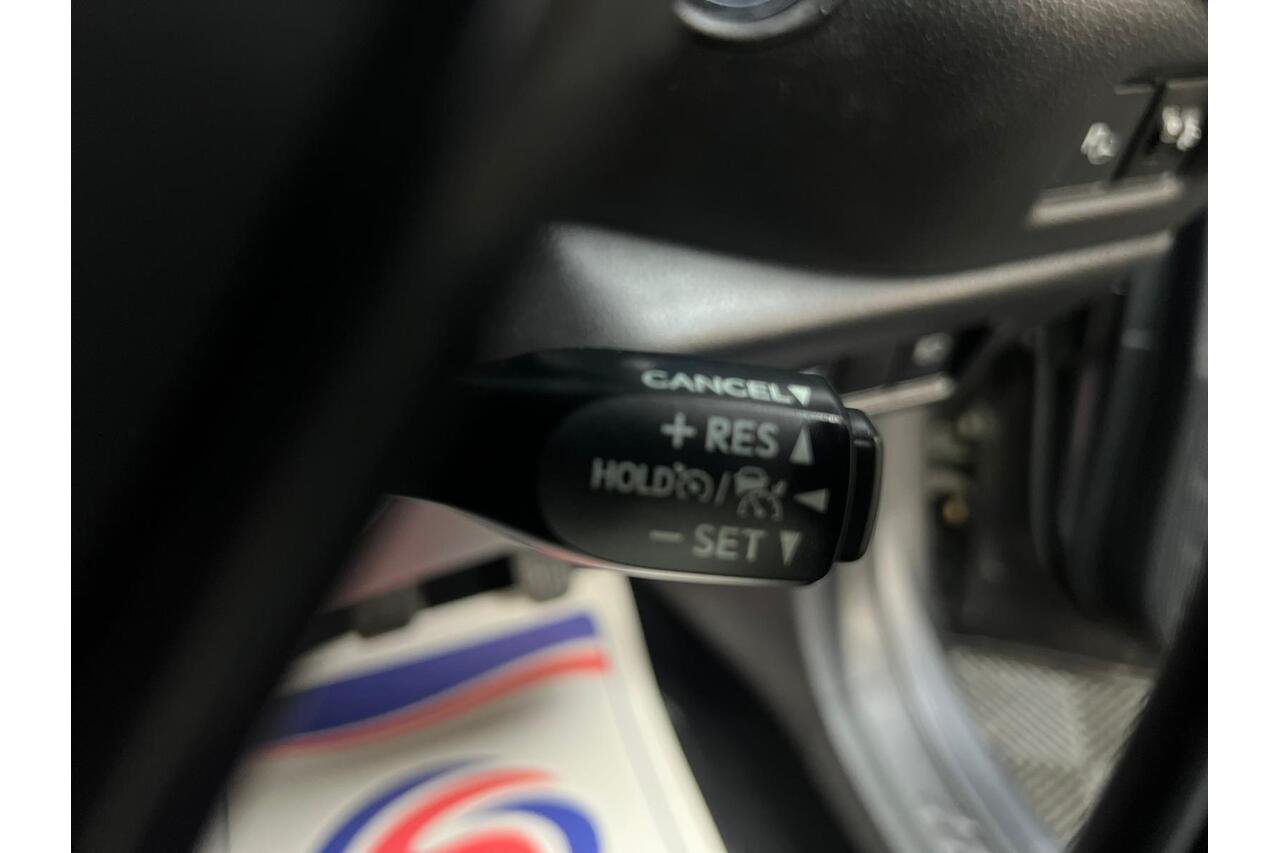 CANCEL▼
+ RES ▲
HOLD / ◀
− SET ▼